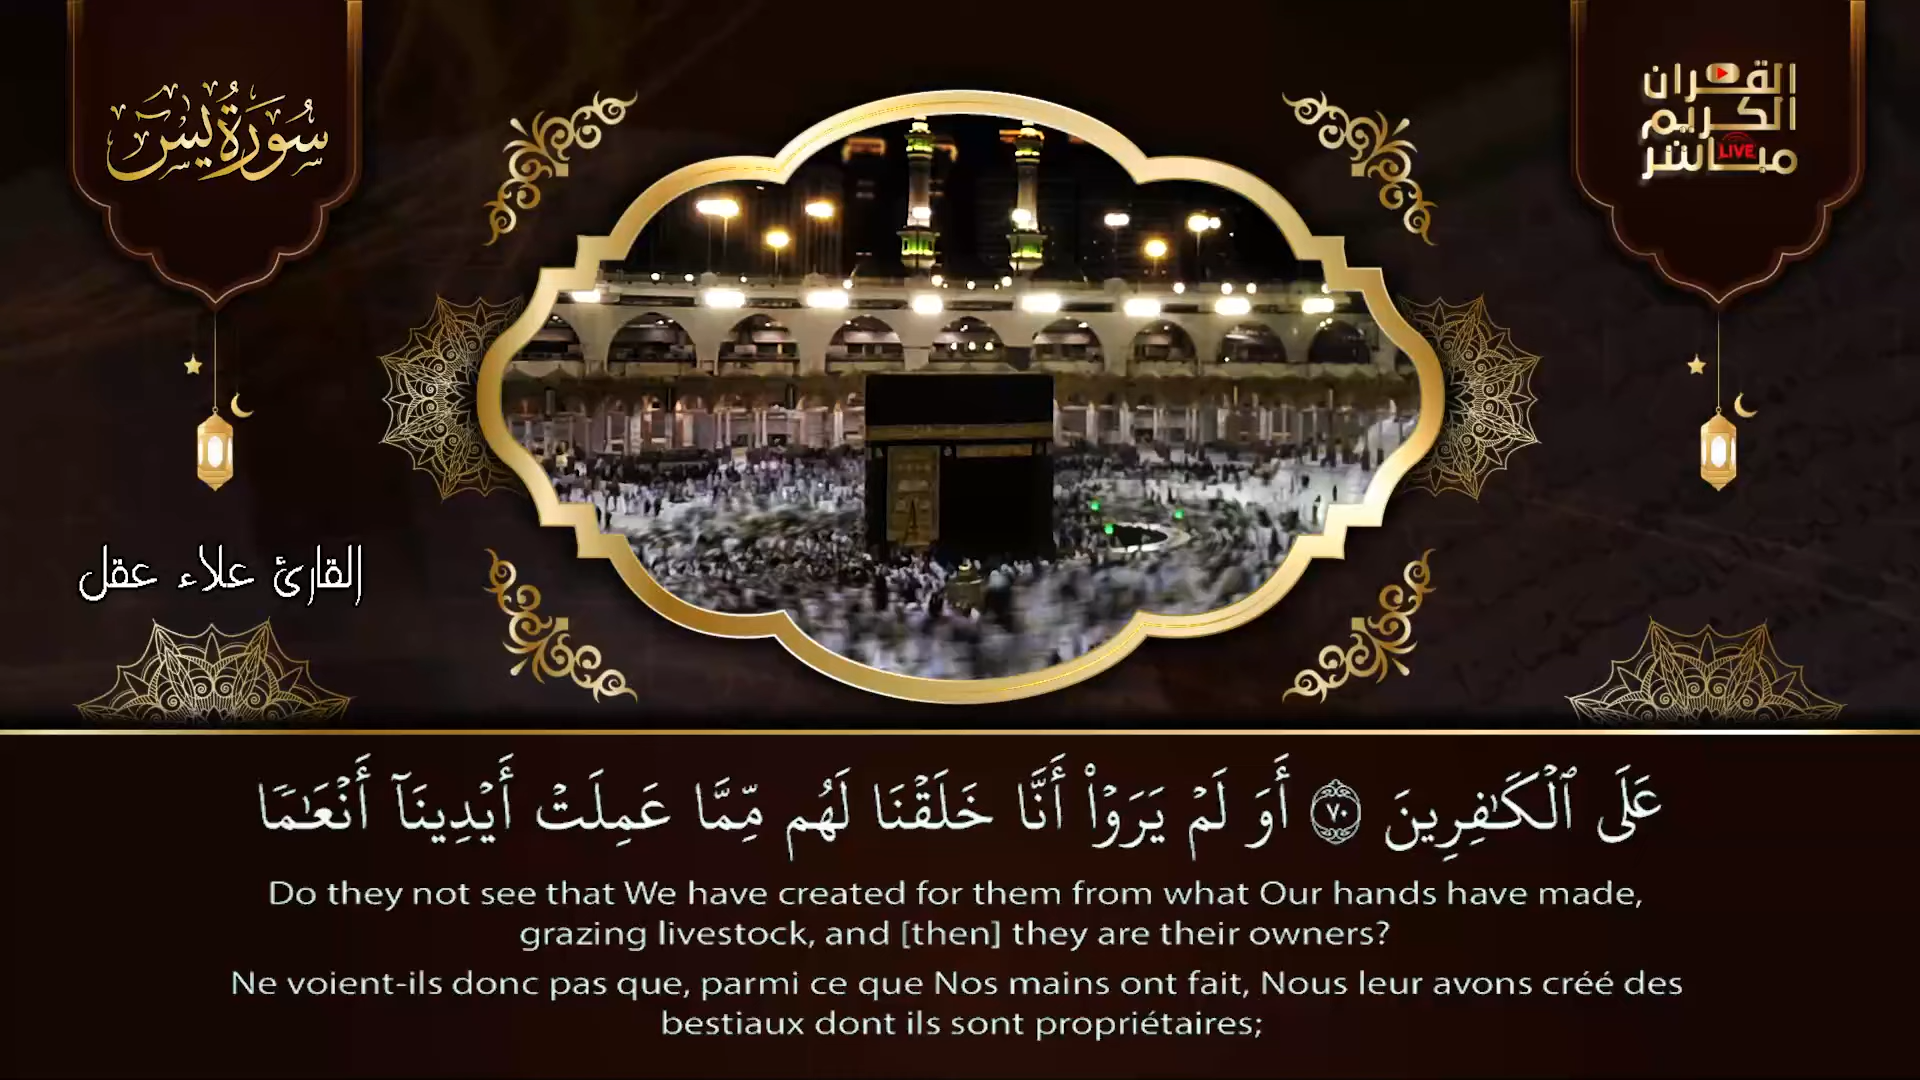 سُورَةُ يس
القرآن
الكريم
مباشر
LIVE
القارئ علاء عقل
عَلَى ٱلْكَـٰفِرِينَ ٧٠ أَوَ لَمْ يَرَوْا۟ أَنَّا خَلَقْنَا لَهُم مِّمَّا عَمِلَتْ أَيْدِينَآ أَنْعَـٰمًا
Do they not see that We have created for them from what Our hands have made,
grazing livestock, and [then] they are their owners?
Ne voient-ils donc pas que, parmi ce que Nos mains ont fait, Nous leur avons créé des
bestiaux dont ils sont propriétaires;